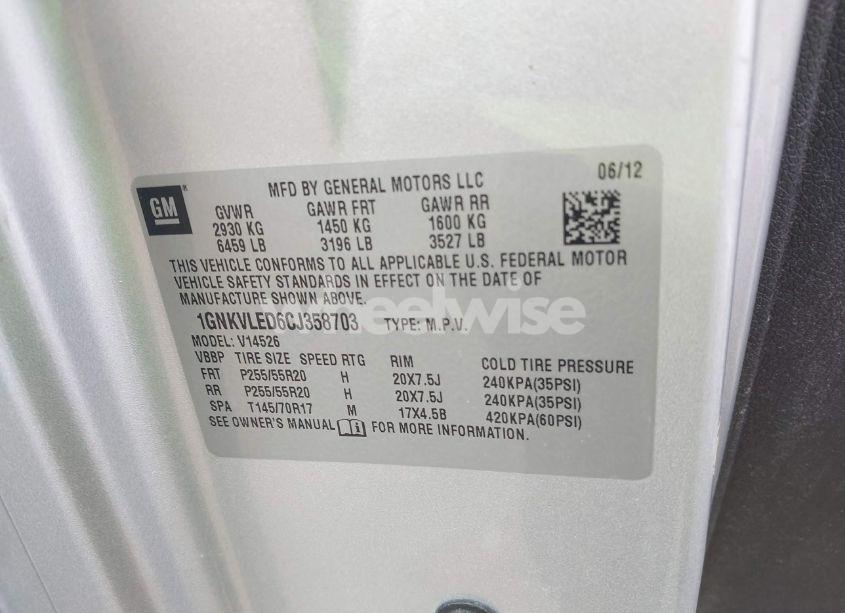 GM
MFD BY GENERAL MOTORS LLC 06/12
GVWR GAWR FRT GAWR RR
2930 KG 1450 KG 1600 KG
6459 LB 3196 LB 3527 LB
THIS VEHICLE CONFORMS TO ALL APPLICABLE U.S. FEDERAL MOTOR
VEHICLE SAFETY STANDARDS IN EFFECT ON THE DATE OF
MANUFACTURE SHOWN ABOVE.
1GNKVLED6CJ358703 TYPE: M.P.V.
MODEL: V14526
VBBP TIRE SIZE SPEED RTG RIM COLD TIRE PRESSURE
FRT P255/55R20 H 20X7.5J 240KPA(35PSI)
RR P255/55R20 H 20X7.5J 240KPA(35PSI)
SPA T145/70R17 M 17X4.5B 420KPA(60PSI)
SEE OWNER'S MANUAL FOR MORE INFORMATION.
wheelwise